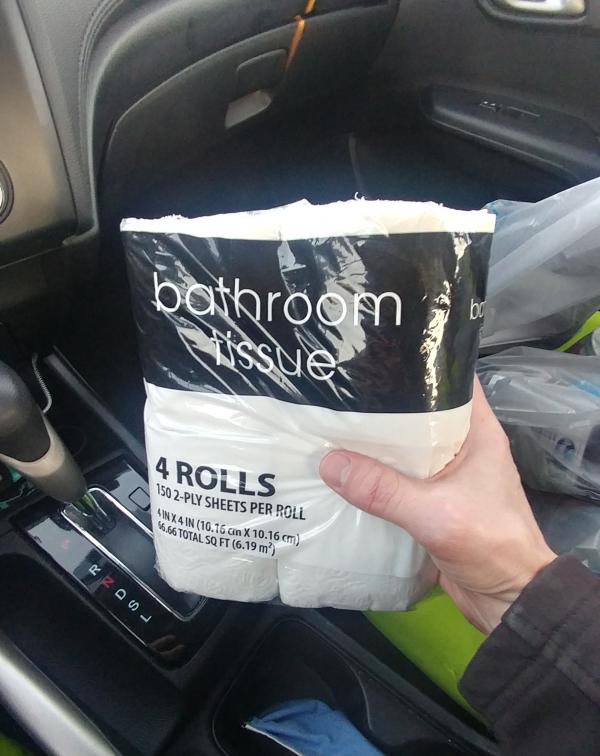 bathroom
tissue
4 ROLLS
150 2-PLY SHEETS PER ROLL
4 IN X 4 IN (10.16 cm X 10.16 cm)
66.66 TOTAL SQ FT (6.19 m²)
R
N
D
S
L